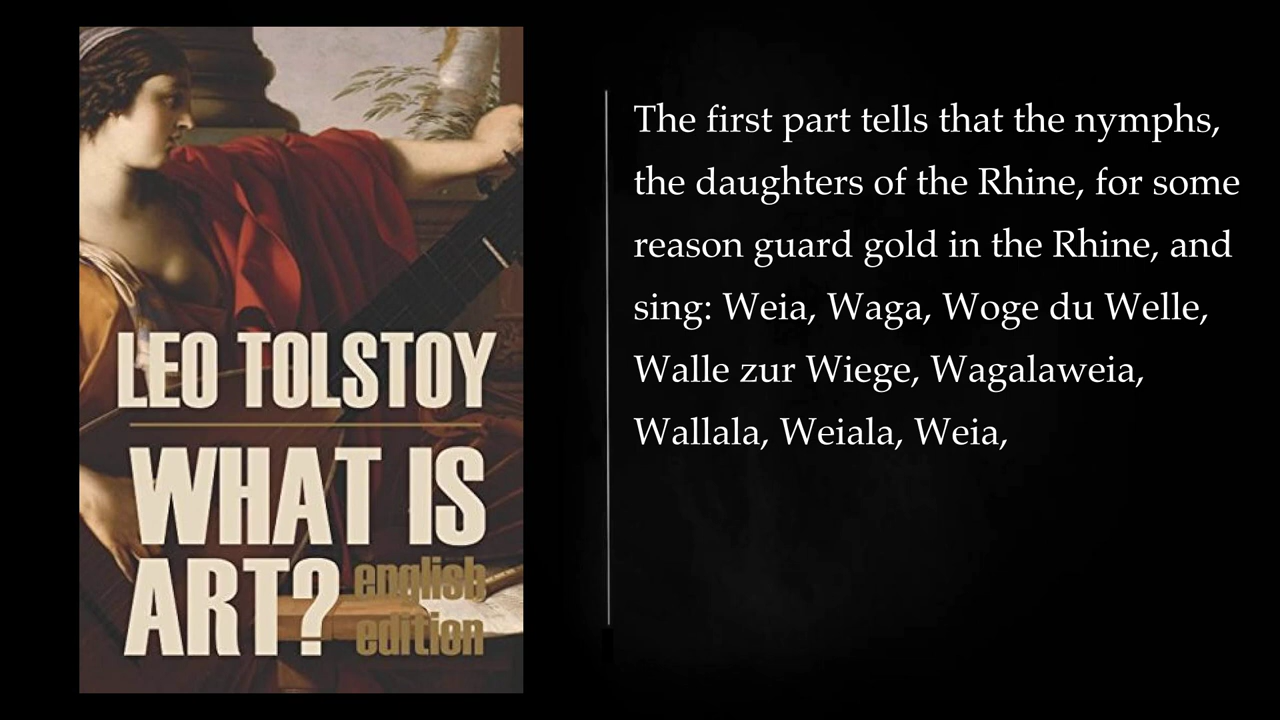 LEO TOLSTOY
WHAT IS
ART?
english
edition
The first part tells that the nymphs,
the daughters of the Rhine, for some
reason guard gold in the Rhine, and
sing: Weia, Waga, Woge du Welle,
Walle zur Wiege, Wagalaweia,
Wallala, Weiala, Weia,